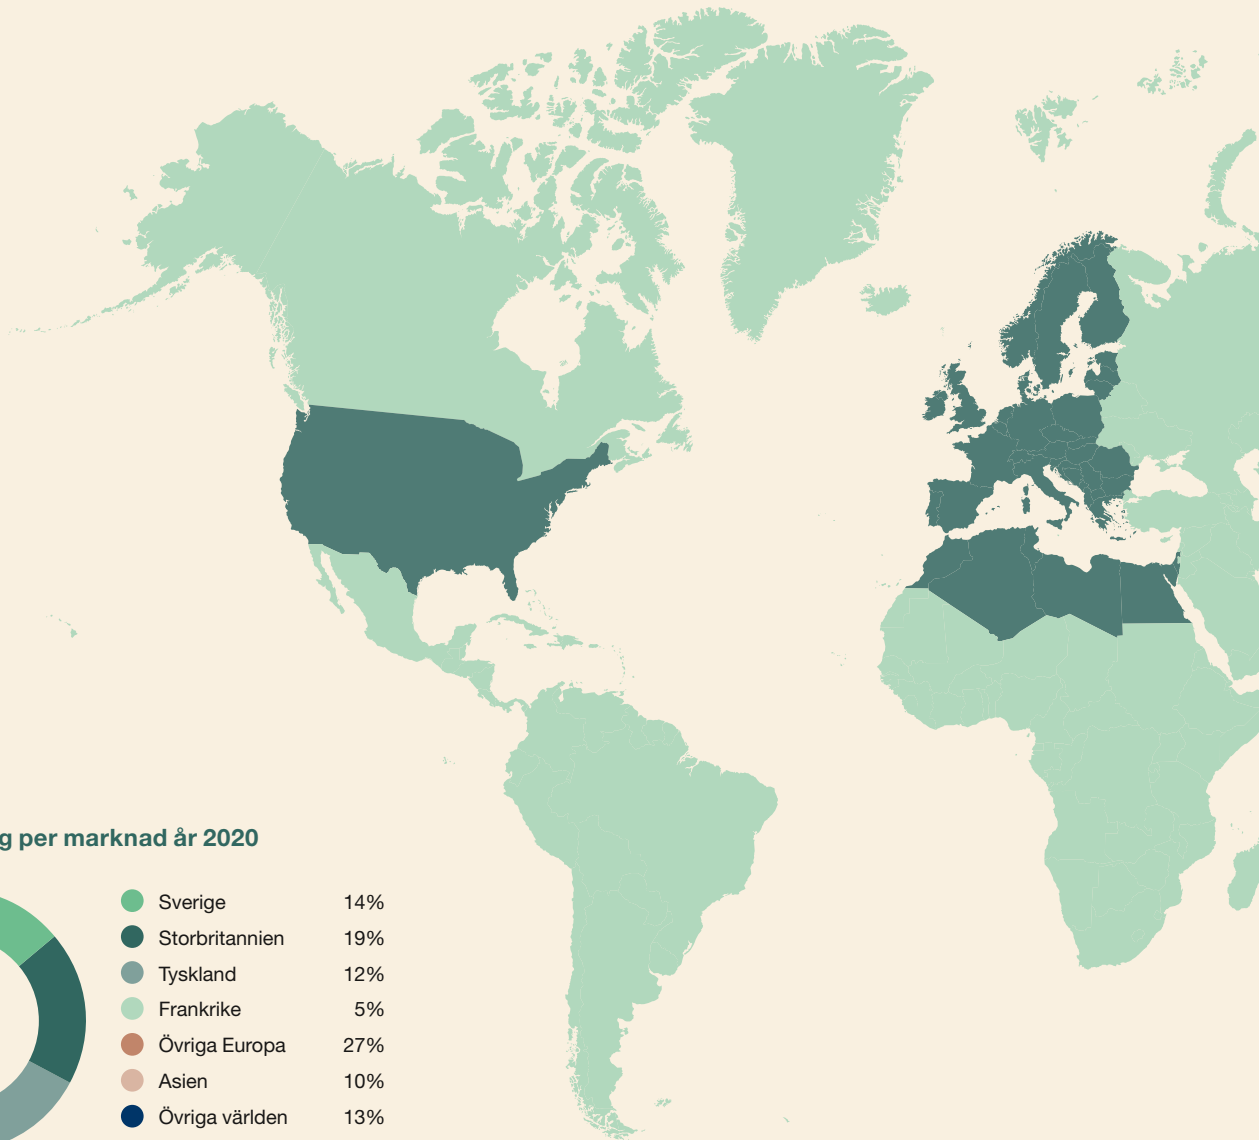 g per marknad år 2020
Sverige 14%
Storbritannien 19%
Tyskland 12%
Frankrike 5%
Övriga Europa 27%
Asien 10%
Övriga världen 13%